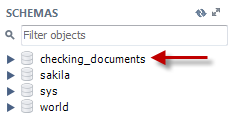 SCHEMAS
Filter objects
checking_documents
sakila
sys
world